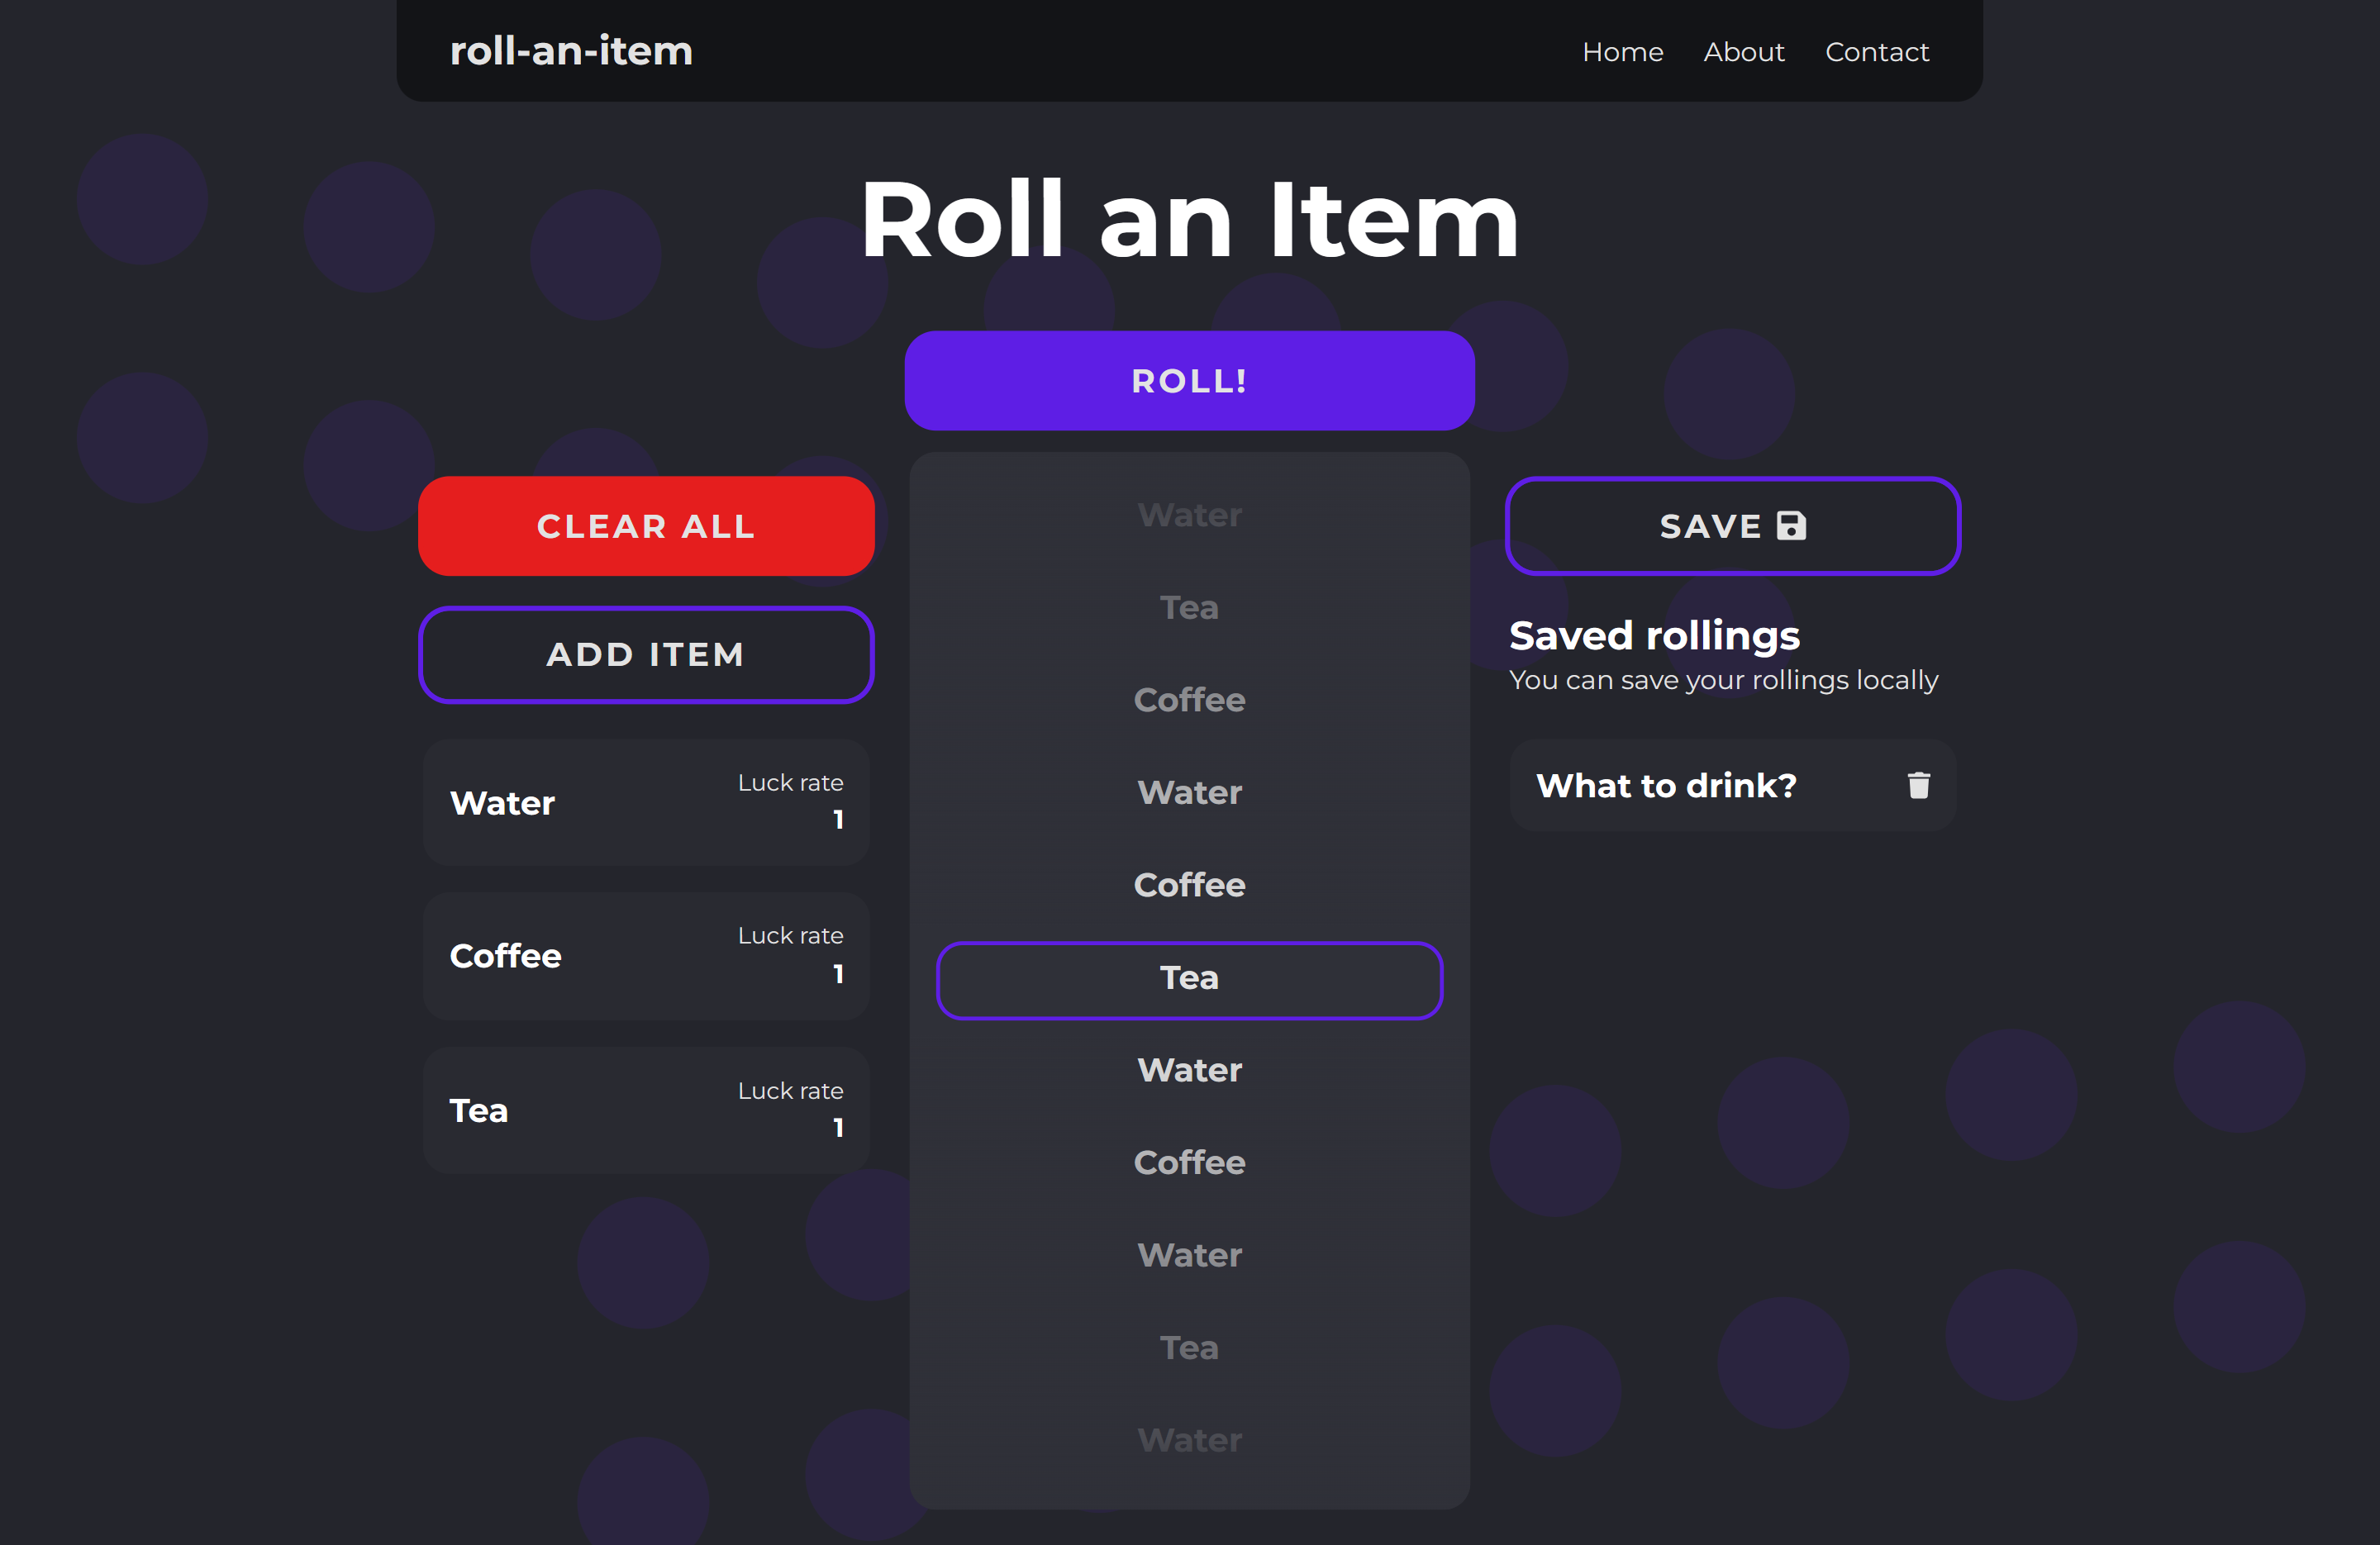 roll-an-item
Home About Contact
Roll an Item
ROLL!
CLEAR ALL
ADD ITEM
Water
Luck rate
1
Coffee
Luck rate
1
Tea
Luck rate
1
Water
Tea
Coffee
Water
Coffee
Tea
Water
Coffee
Water
Tea
Water
SAVE
Saved rollings
You can save your rollings locally
What to drink?